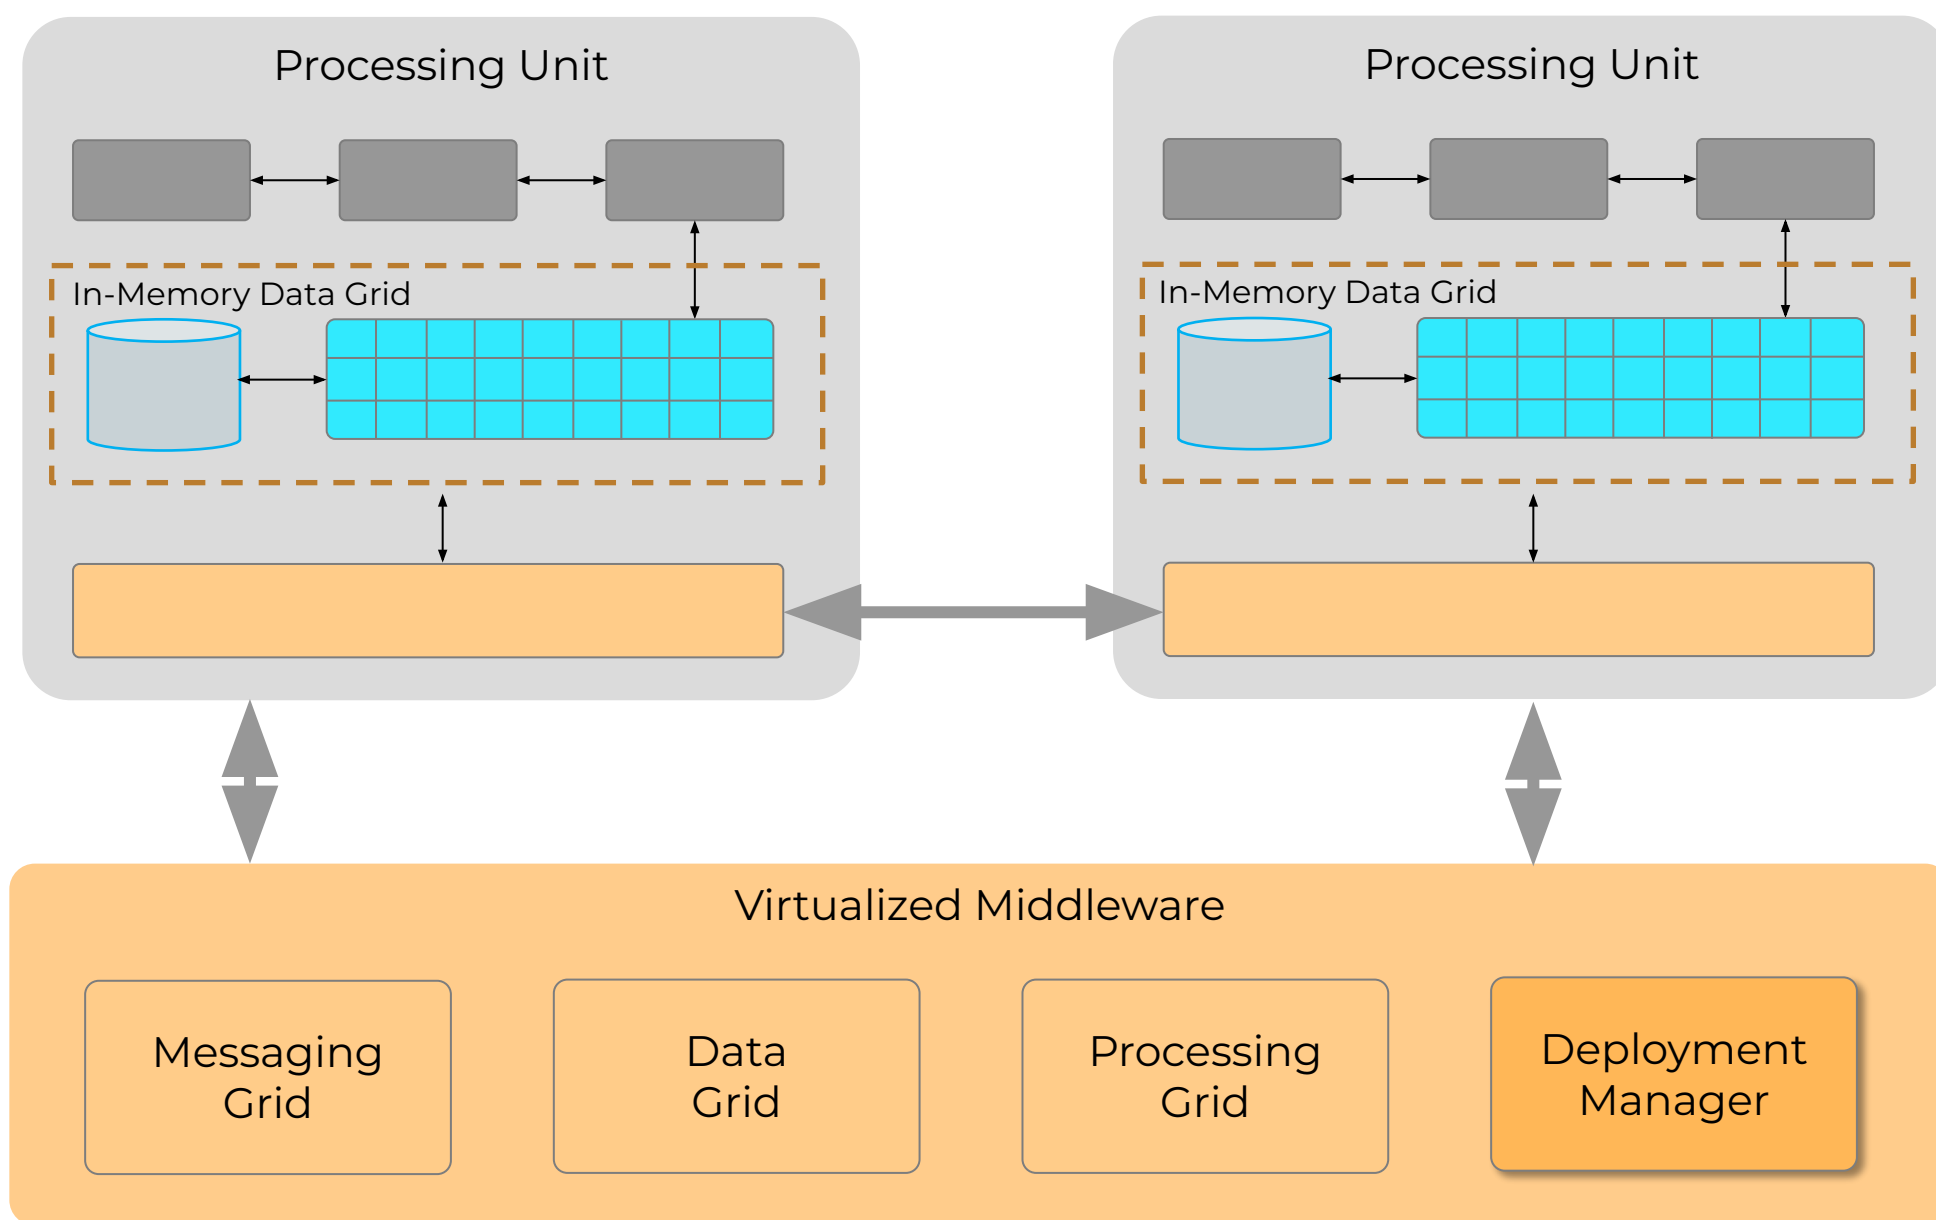 Processing Unit
Processing Unit
In-Memory Data Grid
In-Memory Data Grid
Virtualized Middleware
Messaging
Grid
Data
Grid
Processing
Grid
Deployment
Manager